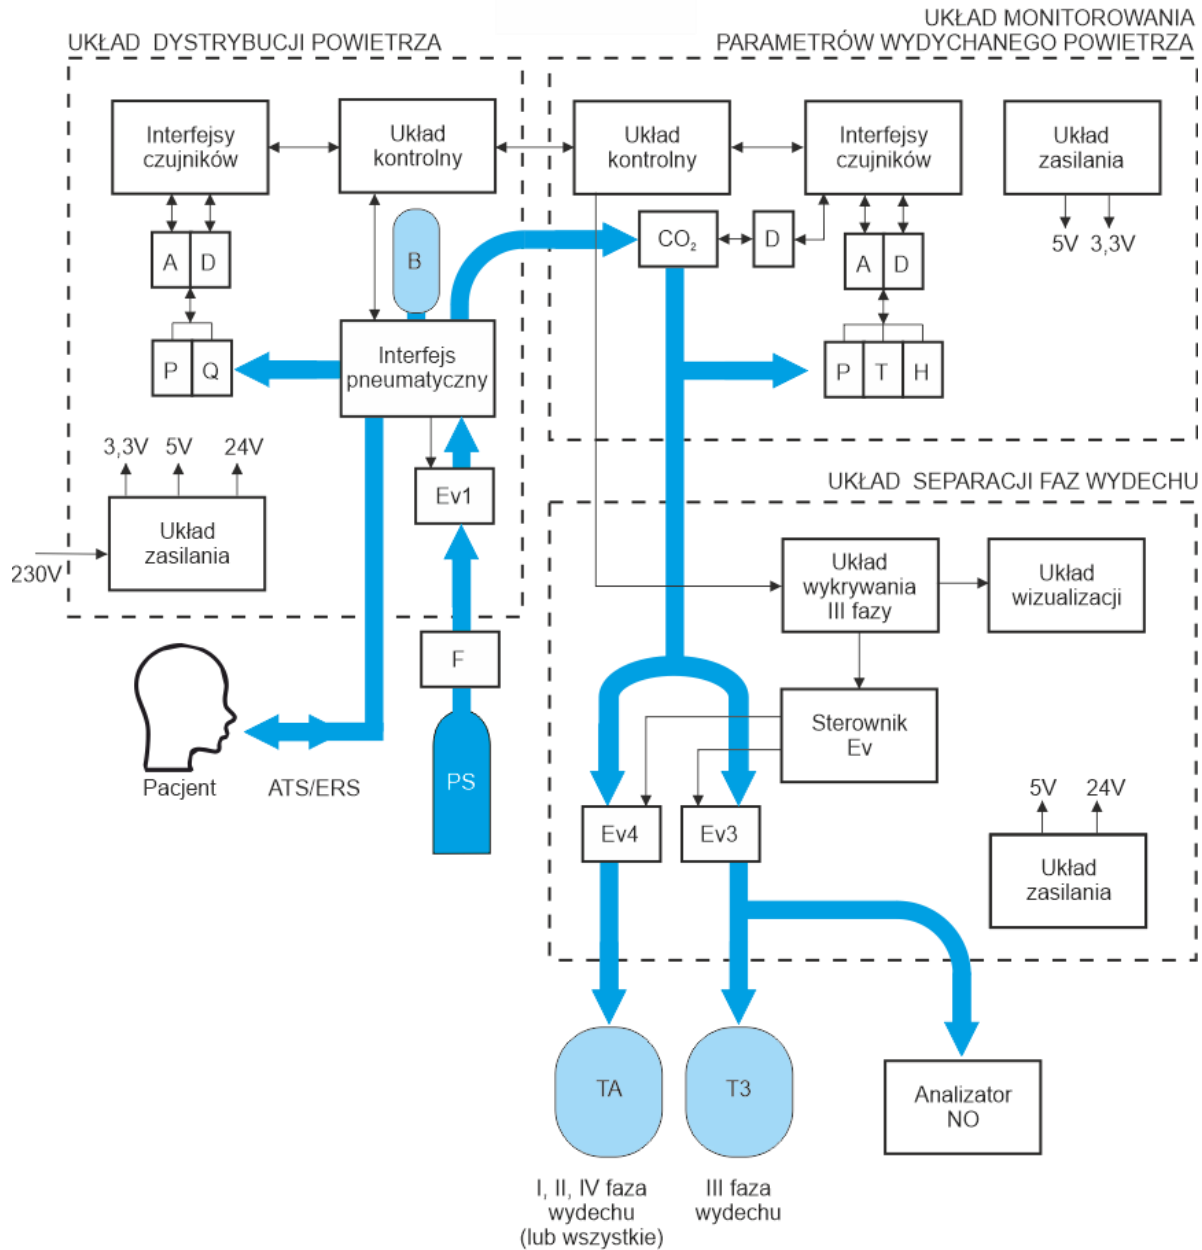 UKŁAD MONITOROWANIA
PARAMETRÓW WYDYCHANEGO POWIETRZA
UKŁAD DYSTRYBUCJI POWIETRZA
Interfejsy
czujników
Układ
kontrolny
Układ
kontrolny
Interfejsy
czujników
Układ
zasilania
A D
B
CO₂
D
A D
5V 3,3V
P Q
Interfejs
pneumatyczny
P T H
3,3V 5V 24V
Ev1
Układ
zasilania
230V
UKŁAD SEPARACJI FAZ WYDECHU
Układ
wykrywania
III fazy
Układ
wizualizacji
F
Sterownik
Ev
PS
Pacjent
ATS/ERS
5V 24V
Ev4
Ev3
Układ
zasilania
TA
T3
Analizator
NO
I, II, IV faza
wydechu
(lub wszystkie)
III faza
wydechu